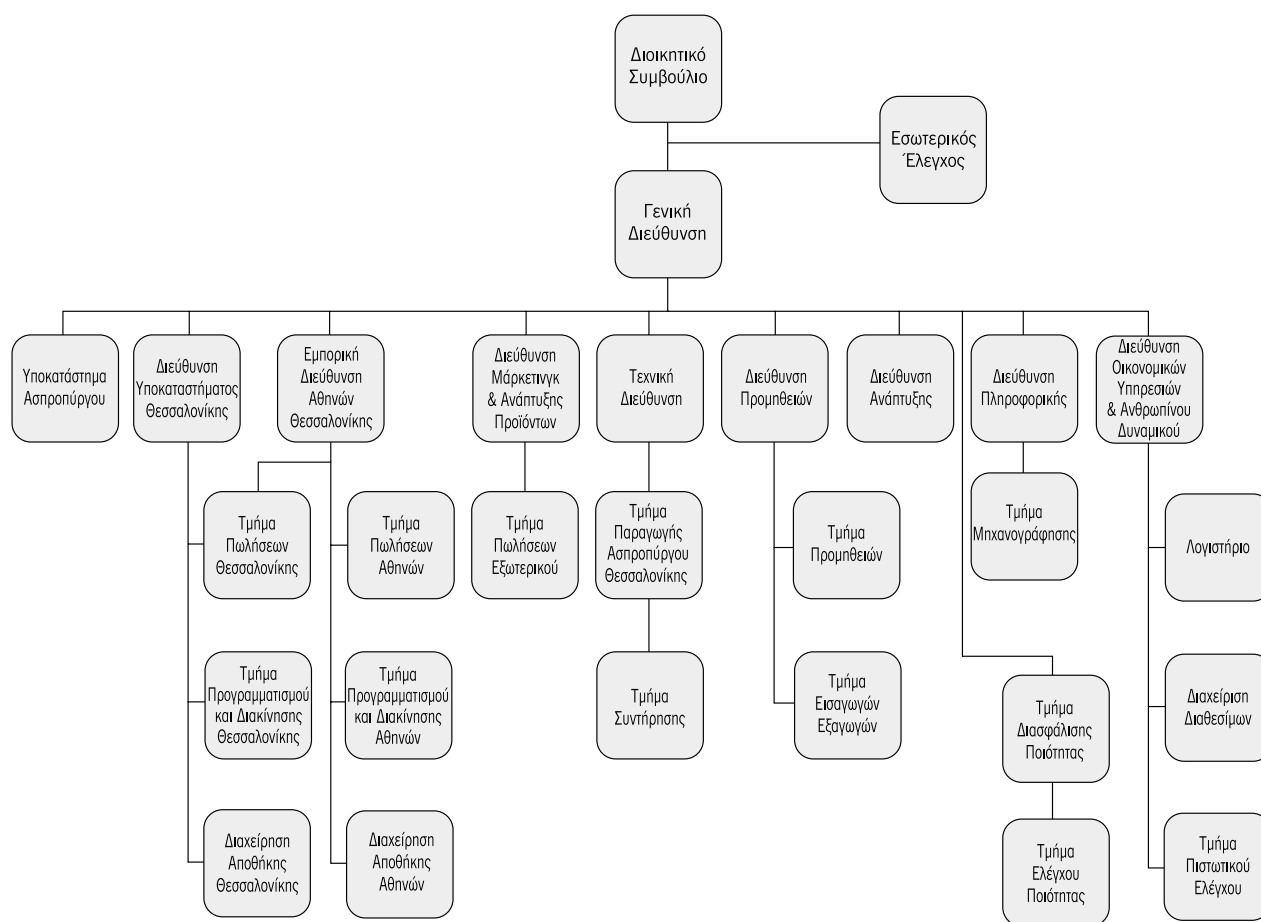 Διοικητικό
Συμβούλιο
Εσωτερικός
Έλεγχος
Γενική
Διεύθυνση
Υποκατάστημα
Ασπροπύργου
Διεύθυνση
Υποκαταστήματος
Θεσσαλονίκης
Εμπορική
Διεύθυνση
Αθηνών
Θεσσαλονίκης
Διεύθυνση
Μάρκετινγκ
& Ανάπτυξης
Προϊόντων
Τεχνική
Διεύθυνση
Διεύθυνση
Προμηθειών
Διεύθυνση
Ανάπτυξης
Διεύθυνση
Πληροφορικής
Διεύθυνση
Οικονομικών
Υπηρεσιών
& Ανθρωπίνου
Δυναμικού
Τμήμα
Πωλήσεων
Θεσσαλονίκης
Τμήμα
Πωλήσεων
Αθηνών
Τμήμα
Πωλήσεων
Εξωτερικού
Τμήμα
Παραγωγής
Ασπροπύργου
Θεσσαλονίκης
Τμήμα
Προμηθειών
Τμήμα
Μηχανογράφησης
Λογιστήριο
Τμήμα
Προγραμματισμού
και Διακίνησης
Θεσσαλονίκης
Τμήμα
Προγραμματισμού
και Διακίνησης
Αθηνών
Τμήμα
Συντήρησης
Τμήμα
Εισαγωγών
Εξαγωγών
Τμήμα
Διασφάλισης
Ποιότητας
Διαχείριση
Διαθεσίμων
Διαχείρηση
Αποθήκης
Θεσσαλονίκης
Διαχείρηση
Αποθήκης
Αθηνών
Τμήμα
Ελέγχου
Ποιότητας
Τμήμα
Πιστωτικού
Ελέγχου